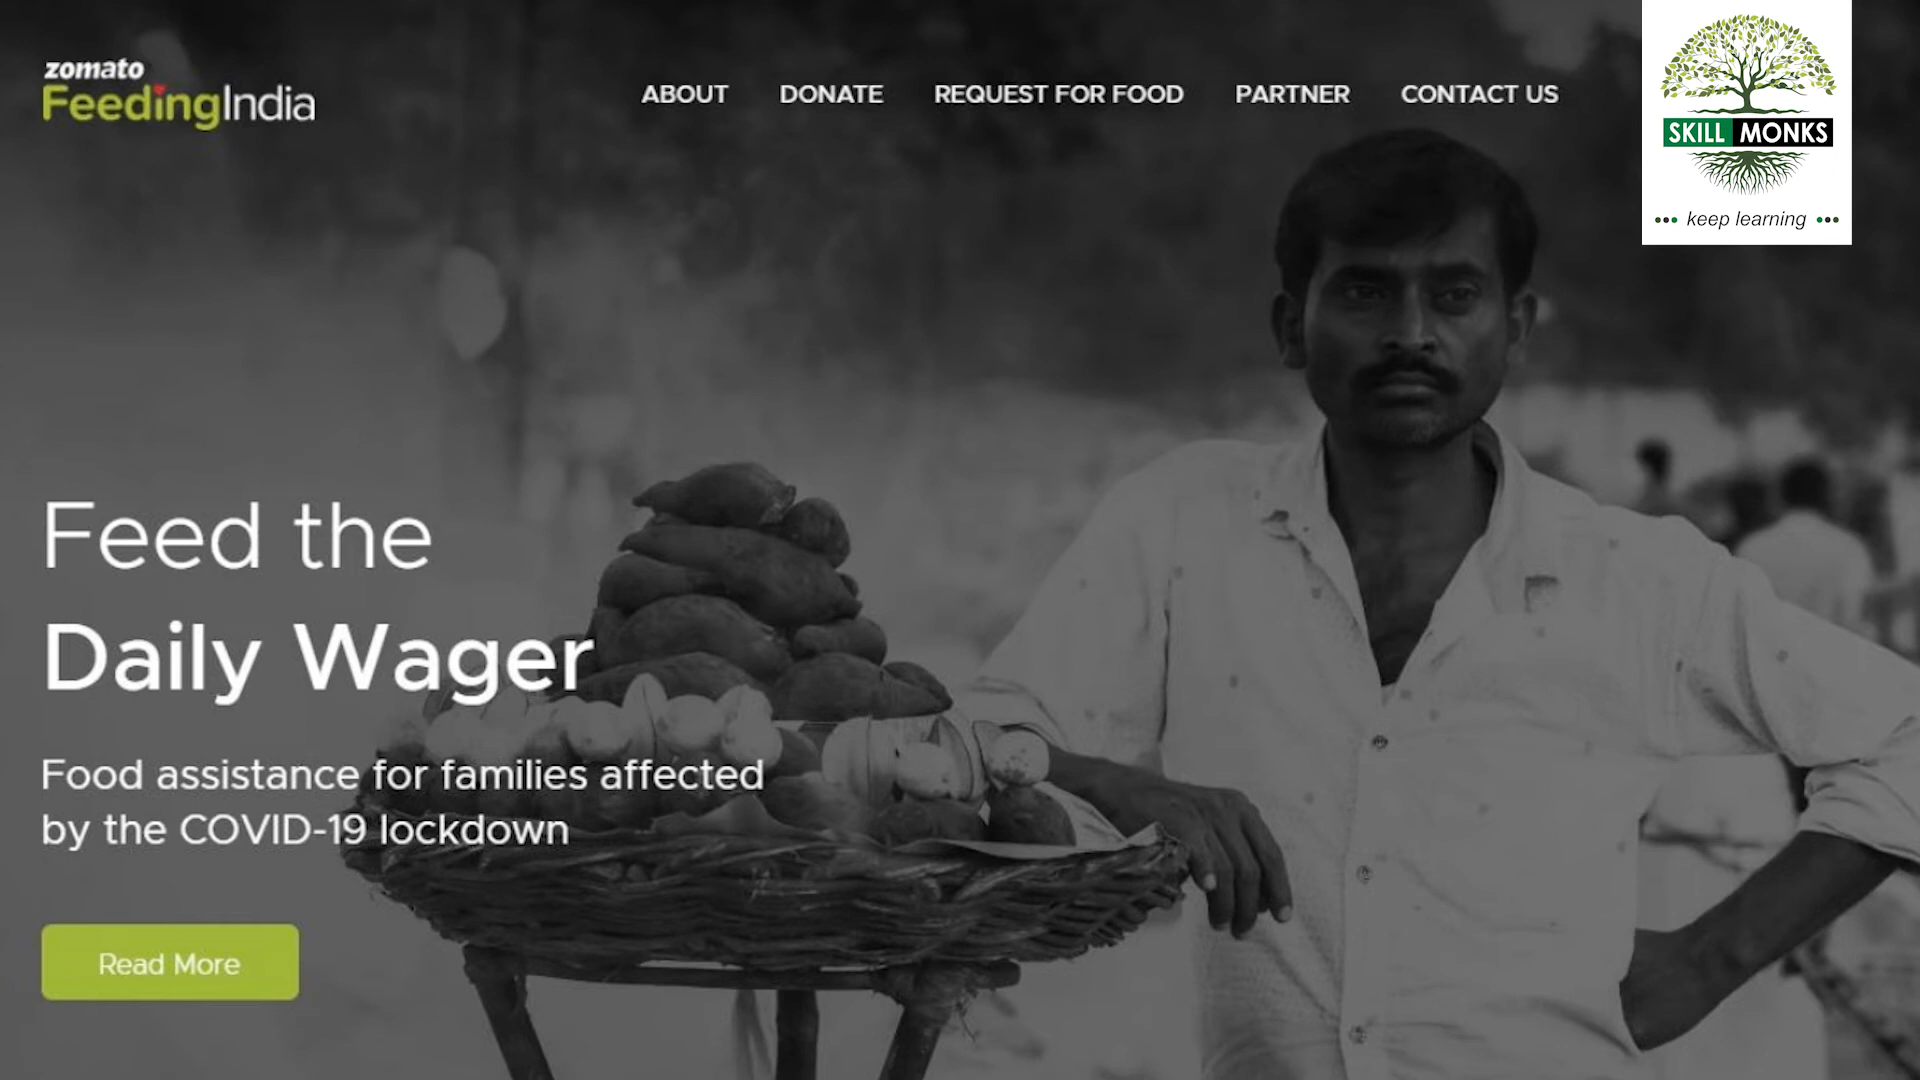 zomato
FeedingIndia
ABOUT DONATE REQUEST FOR FOOD PARTNER CONTACT US
SKILL MONKS
keep learning
Feed the
Daily Wager
Food assistance for families affected
by the COVID-19 lockdown
Read More